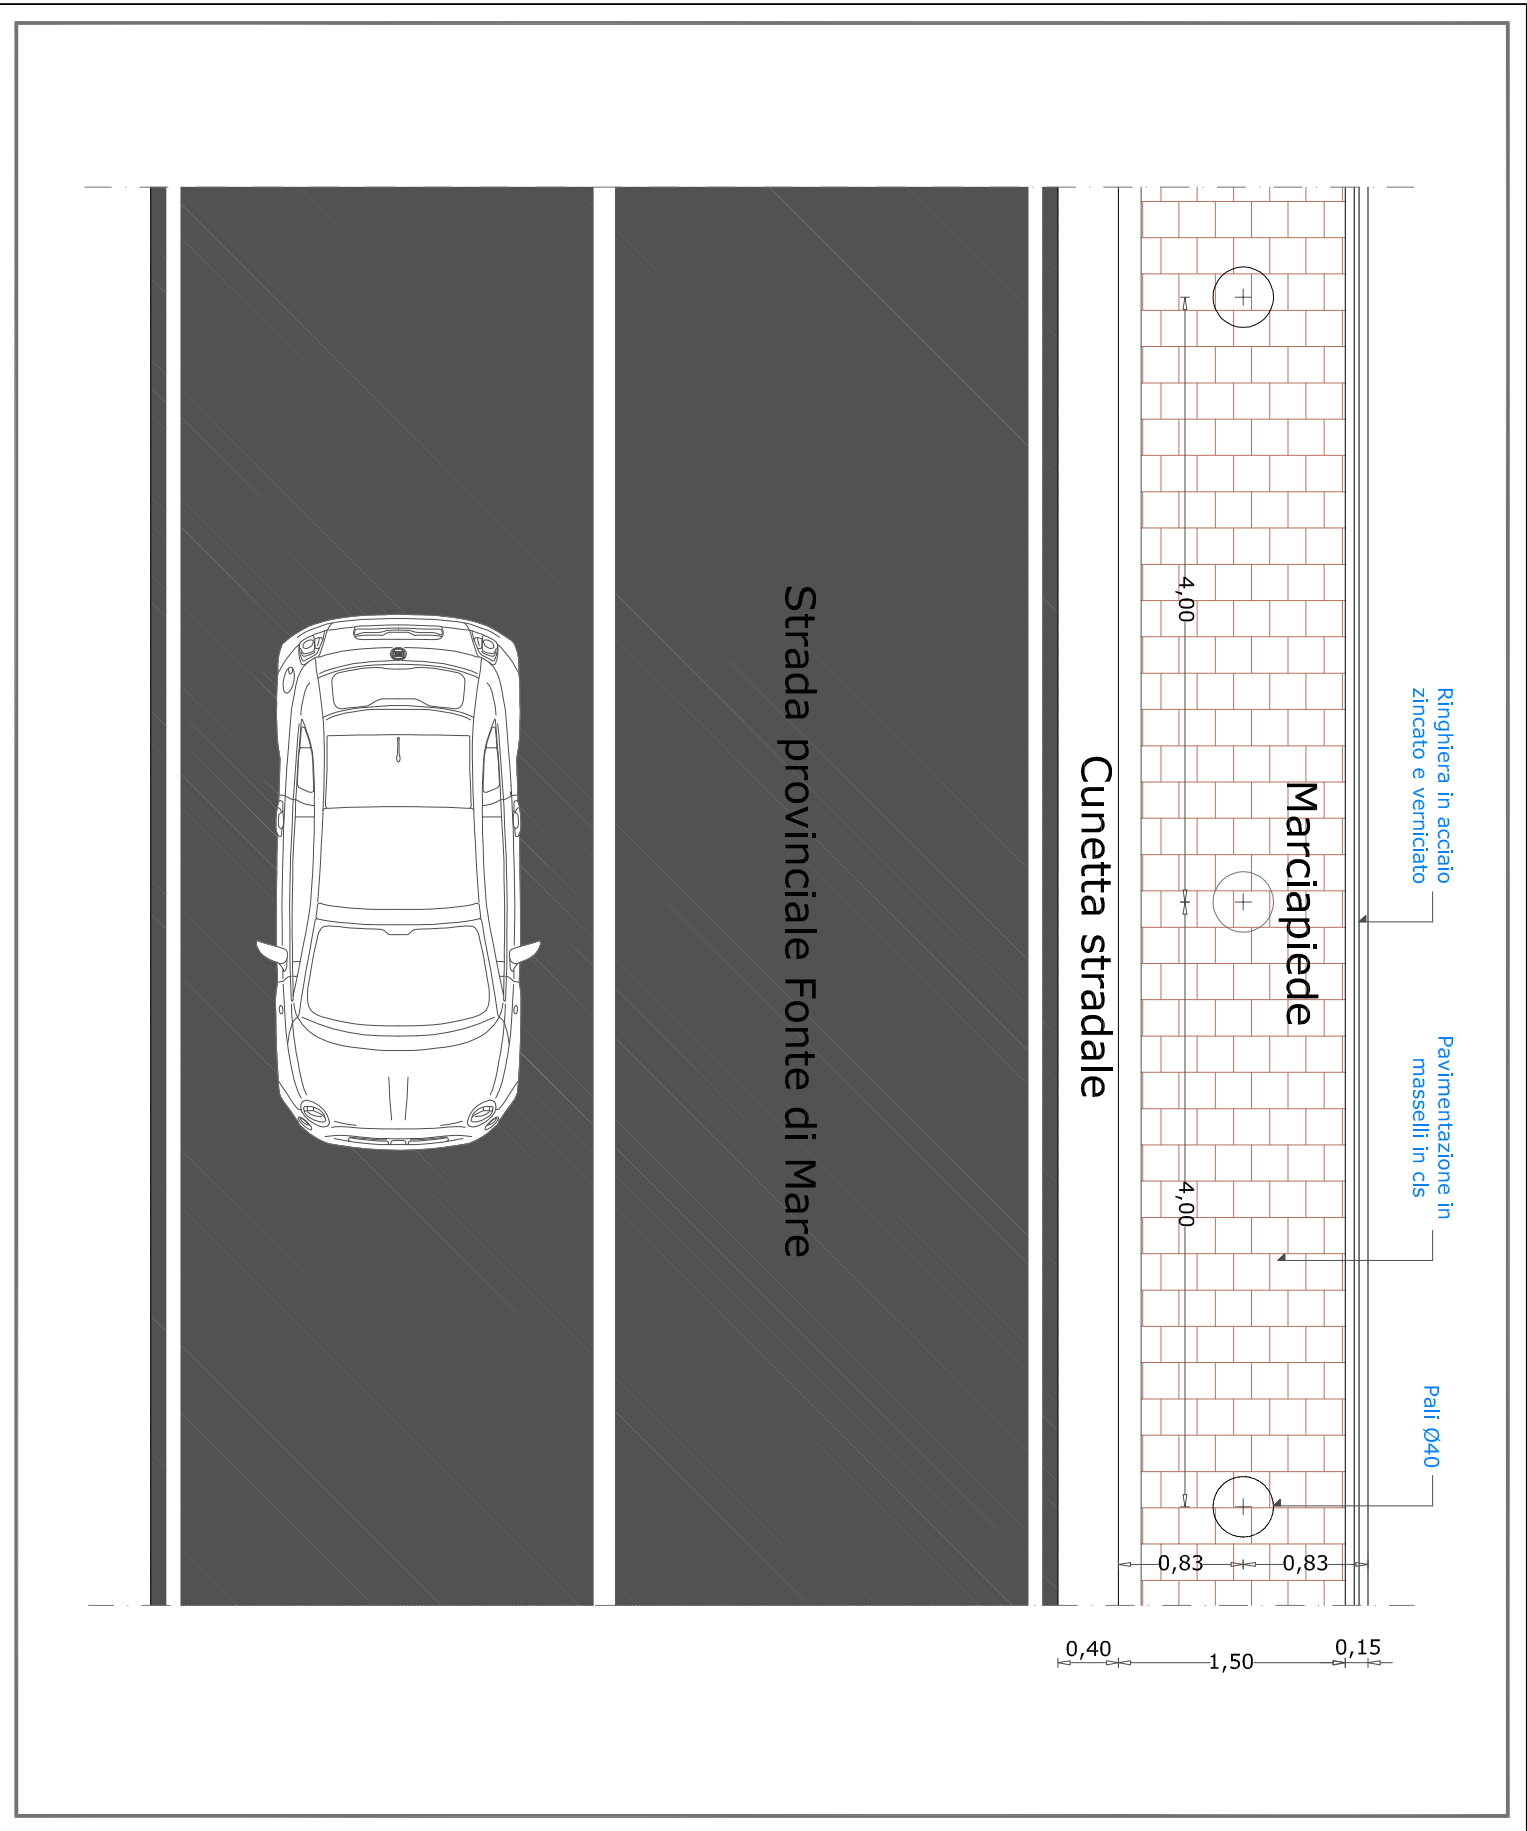 Ringhiera in acciaio
zincato e verniciato
Pavimentazione in
masselli in cls
Pali Ø40
Marciapiede
4,00
4,00
Cunetta stradale
Strada provinciale Fonte di Mare
0,83
0,83
0,40
1,50
0,15